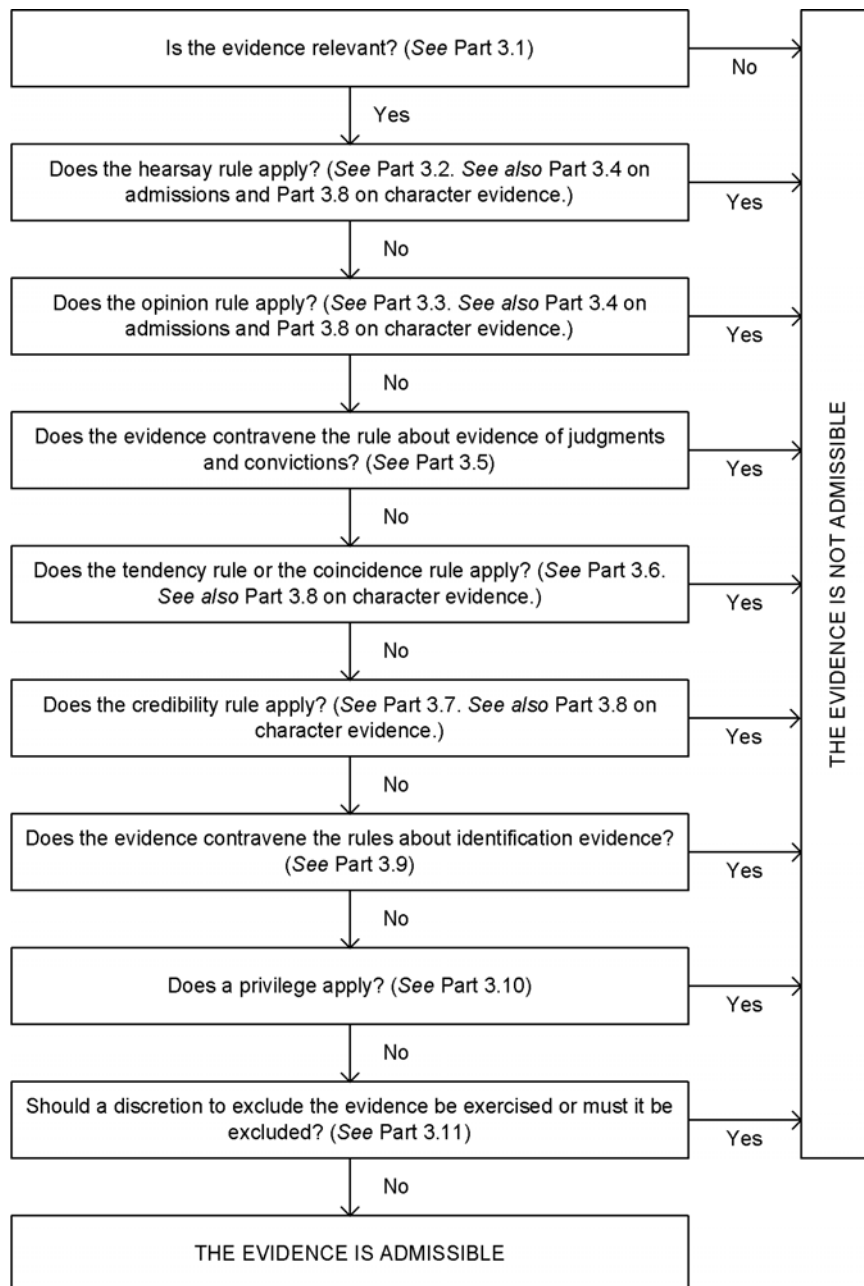 Is the evidence relevant? (See Part 3.1)
No
Yes
Does the hearsay rule apply? (See Part 3.2. See also Part 3.4 on
admissions and Part 3.8 on character evidence.)
Yes
No
Does the opinion rule apply? (See Part 3.3. See also Part 3.4 on
admissions and Part 3.8 on character evidence.)
Yes
No
Does the evidence contravene the rule about evidence of judgments
and convictions? (See Part 3.5)
Yes
No
Does the tendency rule or the coincidence rule apply? (See Part 3.6.
See also Part 3.8 on character evidence.)
Yes
No
Does the credibility rule apply? (See Part 3.7. See also Part 3.8 on
character evidence.)
Yes
No
Does the evidence contravene the rules about identification evidence?
(See Part 3.9)
Yes
No
Does a privilege apply? (See Part 3.10)
Yes
No
Should a discretion to exclude the evidence be exercised or must it be
excluded? (See Part 3.11)
Yes
No
THE EVIDENCE IS ADMISSIBLE
THE EVIDENCE IS NOT ADMISSIBLE